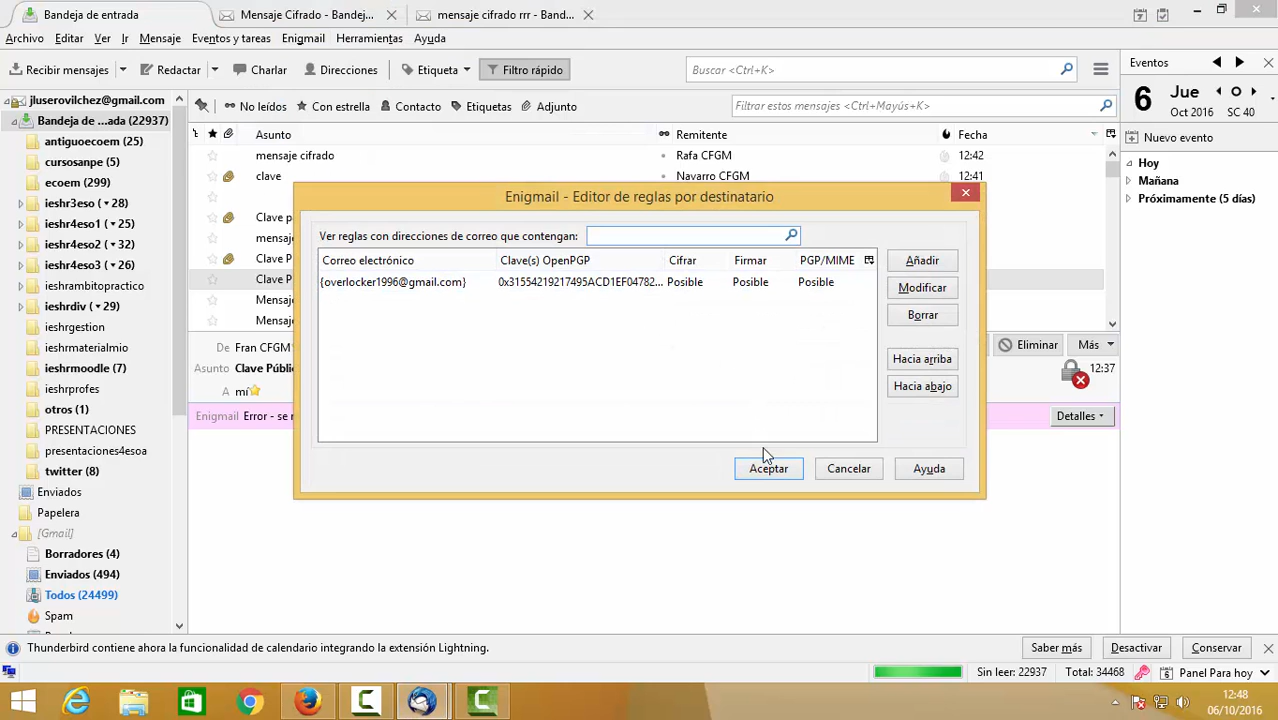 Bandeja de entrada
Mensaje Cifrado - Bandej...
mensaje cifrado rrr - Band...
Archivo Editar Ver Ir Mensaje Eventos y tareas Enigmail Herramientas Ayuda
Recibir mensajes Redactar Charlar Direcciones Etiqueta Filtro rápido Buscar <Ctrl+K>
Eventos
No leídos Con estrella Contacto Etiquetas Adjunto Filtrar estos mensajes <Ctrl+Mayús+K>
6 Jue
Oct 2016 SC 40
Nuevo evento
Hoy
Mañana
Próximamente (5 días)
jluserovilchez@gmail.com
Bandeja de ...ada (22937)
antiguoecoem (25)
cursosanpe (5)
ecoem (299)
ieshr3eso (▾ 28)
ieshr4eso1 (▾ 25)
ieshr4eso2 (▾ 32)
ieshr4eso3 (▾ 16)
ieshrambitopractico
ieshrdiv (▾ 29)
ieshrgestion
ieshrmaterialmio
ieshrmoodle (7)
ieshrprofes
otros (1)
PRESENTACIONES
presentaciones4esoa
twitter (8)
Enviados
Papelera
[Gmail]
Borradores (4)
Enviados (494)
Todos (24499)
Spam
Asunto Remitente Fecha
mensaje cifrado Rafa CFGM 12:42
clave Navarro CFGM 12:41
Clave p
mensaj
Clave P
Clave P
Mensa
Mensa
Enigmail - Editor de reglas por destinatario
Ver reglas con direcciones de correo que contengan:
Correo electrónico Clave(s) OpenPGP Cifrar Firmar PGP/MIME
{overlocker1996@gmail.com} 0x31554219217495ACD1EF04782... Posible Posible Posible
Añadir
Modificar
Borrar
Hacia arriba
Hacia abajo
Aceptar Cancelar Ayuda
De Fran CFGM
Eliminar Más
Asunto Clave Públi
12:37
A mí
Enigmail Error - se n
Detalles
Thunderbird contiene ahora la funcionalidad de calendario integrando la extensión Lightning.
Saber más Desactivar Conservar
Sin leer: 22937 Total: 34468 Panel Para hoy
12:48
06/10/2016